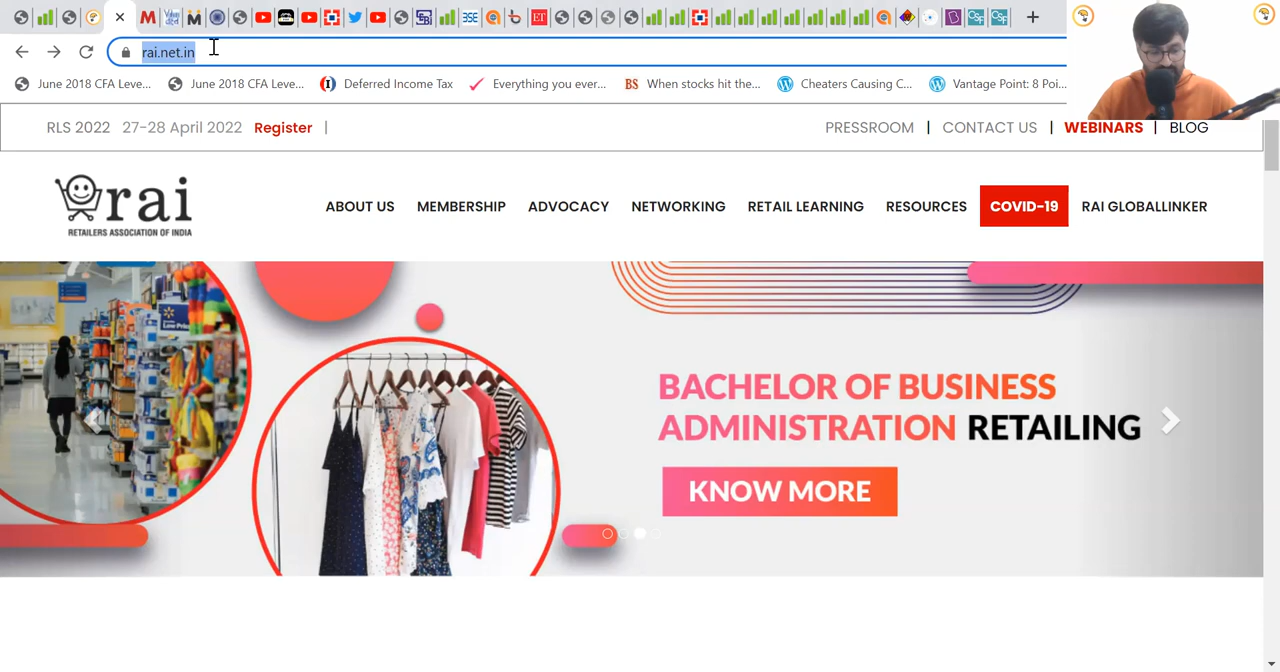 BSE
ET
rai.net.in
June 2018 CFA Leve...
June 2018 CFA Leve...
Deferred Income Tax
Everything you ever...
BS
When stocks hit the...
Cheaters Causing C...
Vantage Point: 8 Poi...
RLS 2022 27-28 April 2022 Register |
PRESSROOM | CONTACT US | WEBINARS | BLOG
rai
RETAILERS ASSOCIATION OF INDIA
ABOUT US MEMBERSHIP ADVOCACY NETWORKING RETAIL LEARNING RESOURCES COVID-19 RAI GLOBALLINKER
BACHELOR OF BUSINESS
ADMINISTRATION RETAILING
KNOW MORE